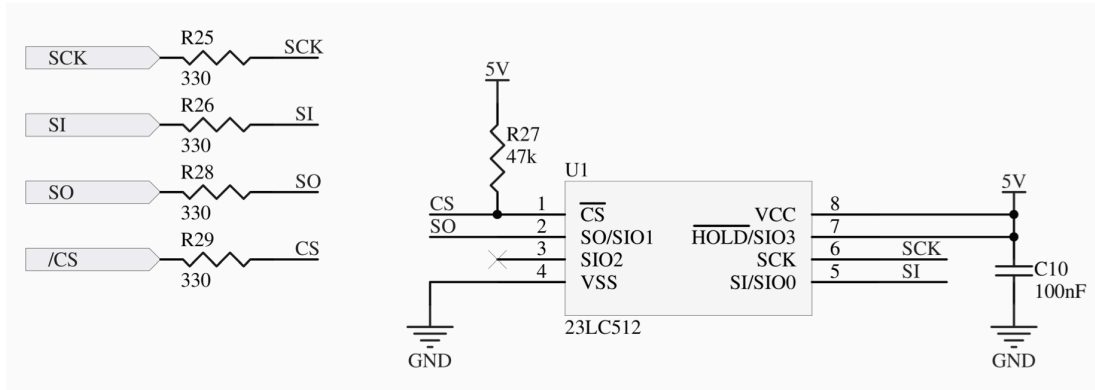 SCK
R25
330
SCK
SI
R26
330
SI
SO
R28
330
SO
/CS
R29
330
CS
5V
R27
47k
U1
CS
1
CS
SO
2
SO/SIO1
3
SIO2
4
VSS
VCC
8
HOLD/SIO3
7
SCK
6
SCK
SI/SIO0
5
SI
23LC512
GND
5V
C10
100nF
GND